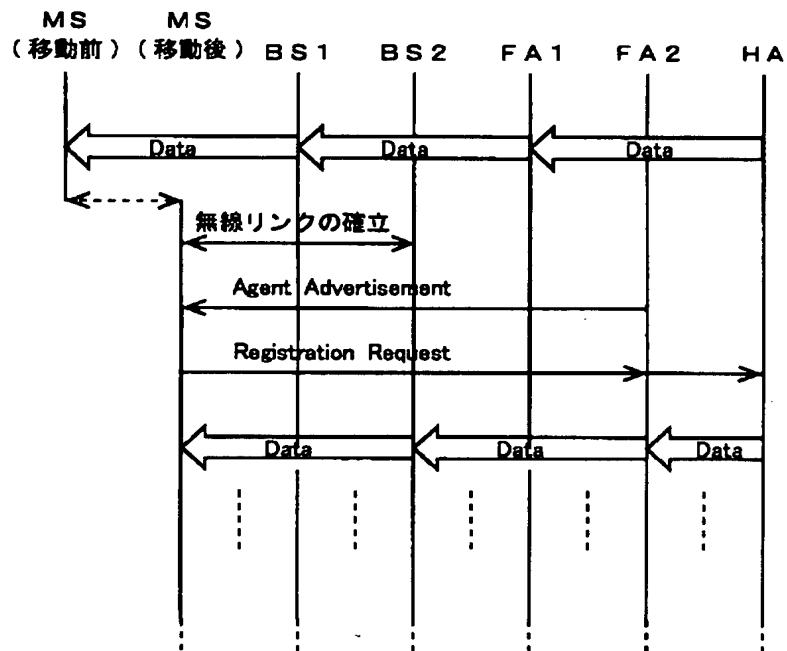 MS MS
(移動前) (移動後) BS1 BS2 FA1 FA2 HA
Data Data Data
無線リンクの確立
Agent Advertisement
Registration Request
Data Data Data